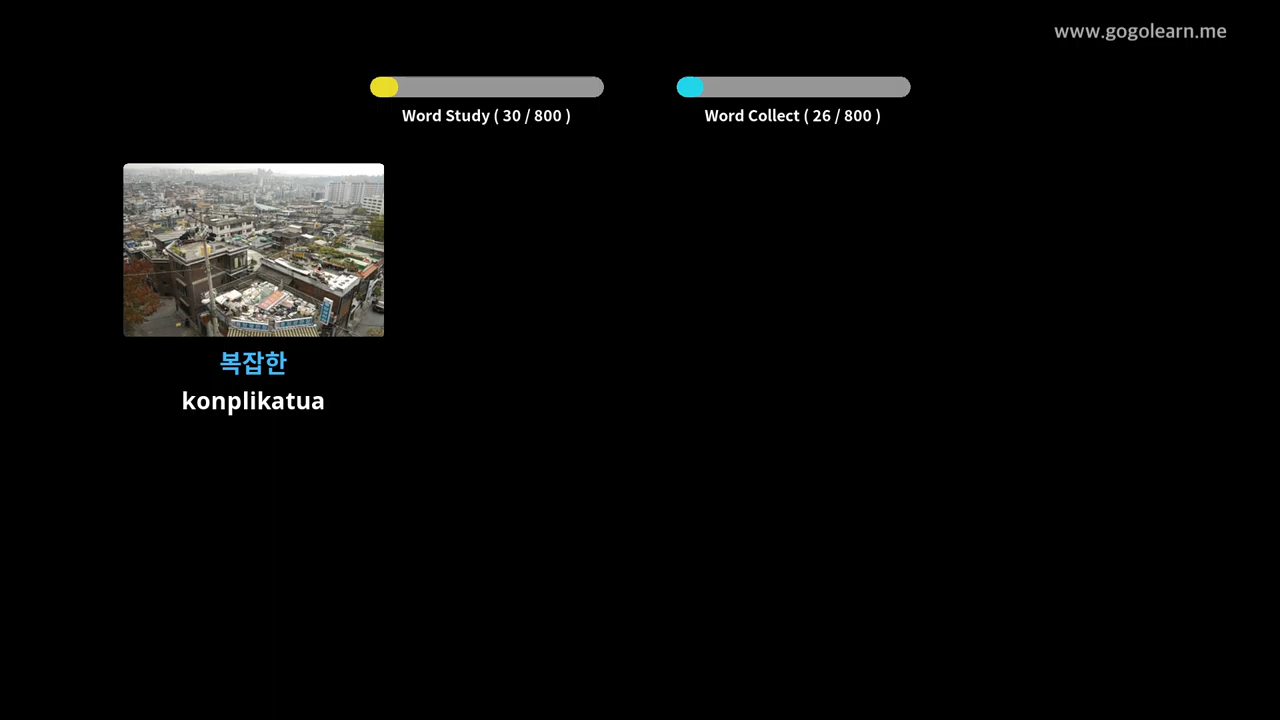 www.gogolearn.me
Word Study ( 30 / 800 )
Word Collect ( 26 / 800 )
복잡한
konplikatua